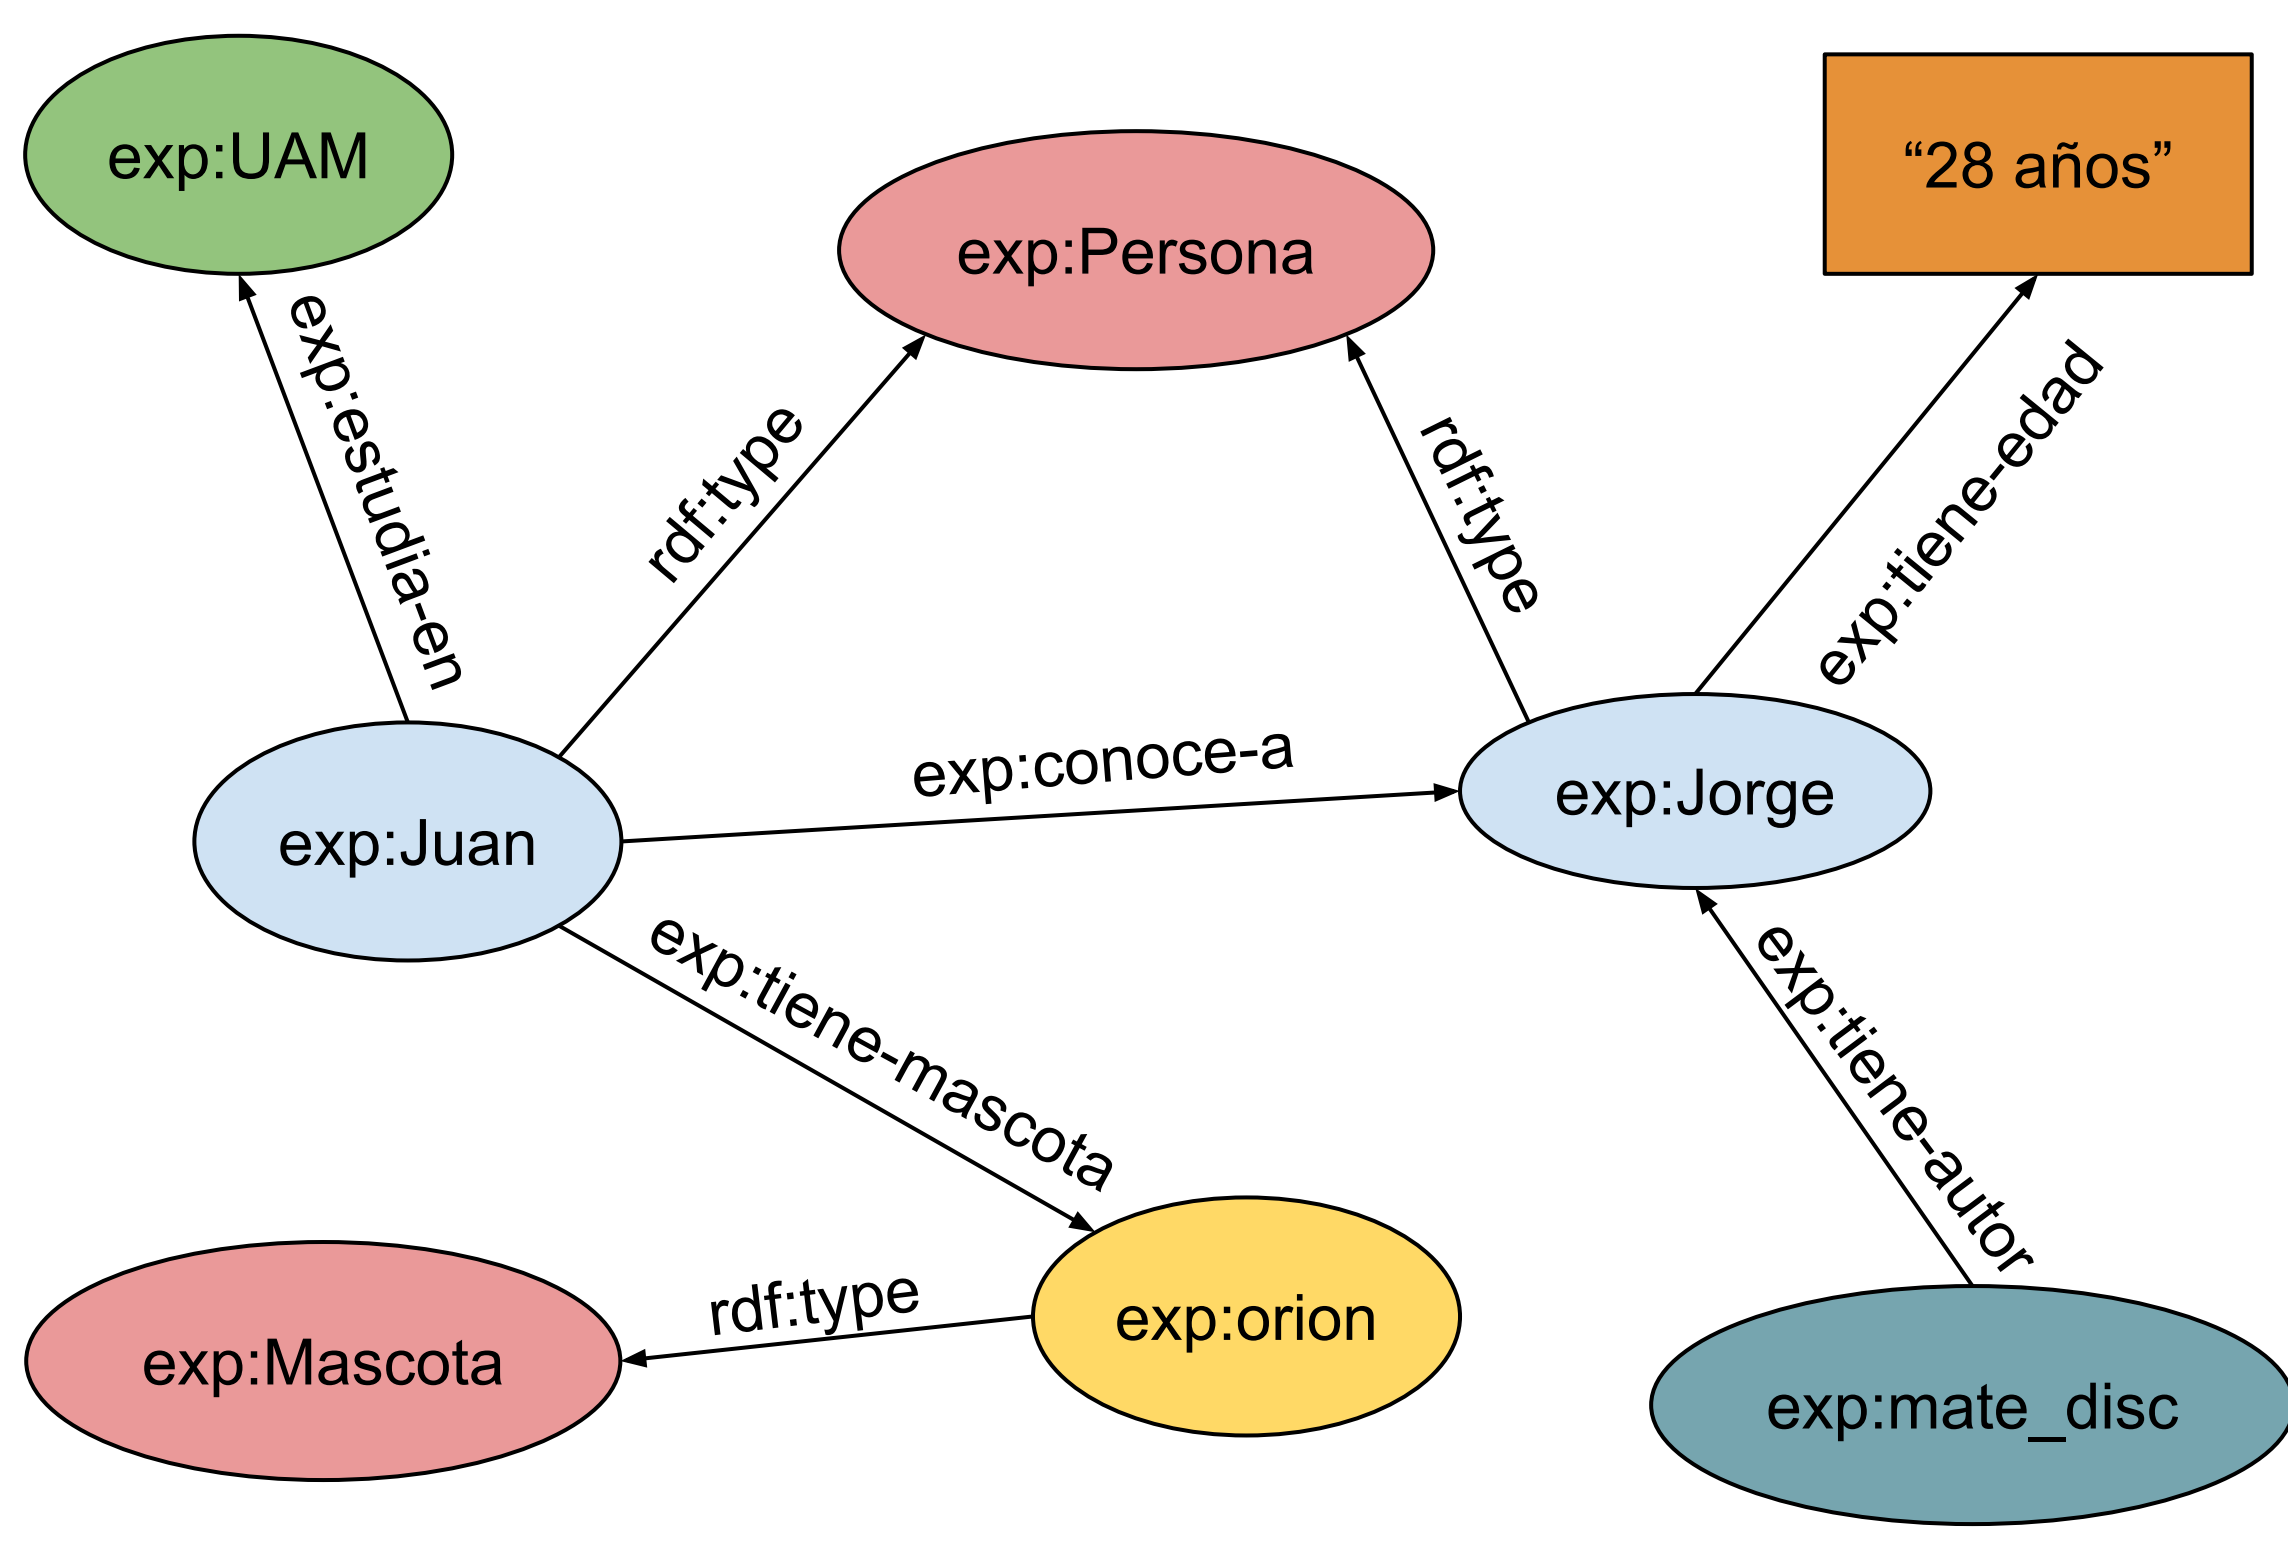 exp:UAM
exp:Persona
“28 años”
exp:estudia-en
rdf:type
rdf:type
exp:tiene-edad
exp:conoce-a
exp:Juan
exp:Jorge
exp:tiene-mascota
exp:tiene-autor
rdf:type
exp:Mascota
exp:orion
exp:mate_disc